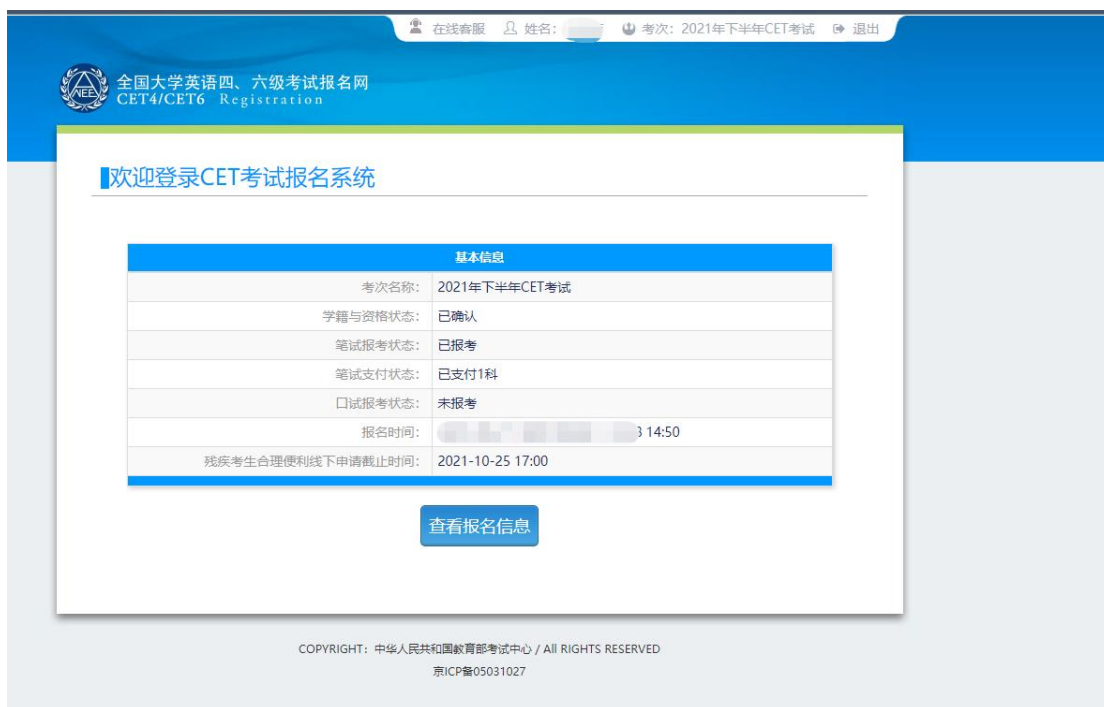 在线客服 姓名： 考次：2021年下半年CET考试 退出
全国大学英语四、六级考试报名网
CET4/CET6 Registration
欢迎登录CET考试报名系统
基本信息
考次名称： 2021年下半年CET考试
学籍与资格状态： 已确认
笔试报考状态： 已报考
笔试支付状态： 已支付1科
口试报考状态： 未报考
报名时间： 14:50
残疾考生合理便利线下申请截止时间： 2021-10-25 17:00
查看报名信息
COPYRIGHT：中华人民共和国教育部考试中心 / All RIGHTS RESERVED
京ICP备05031027